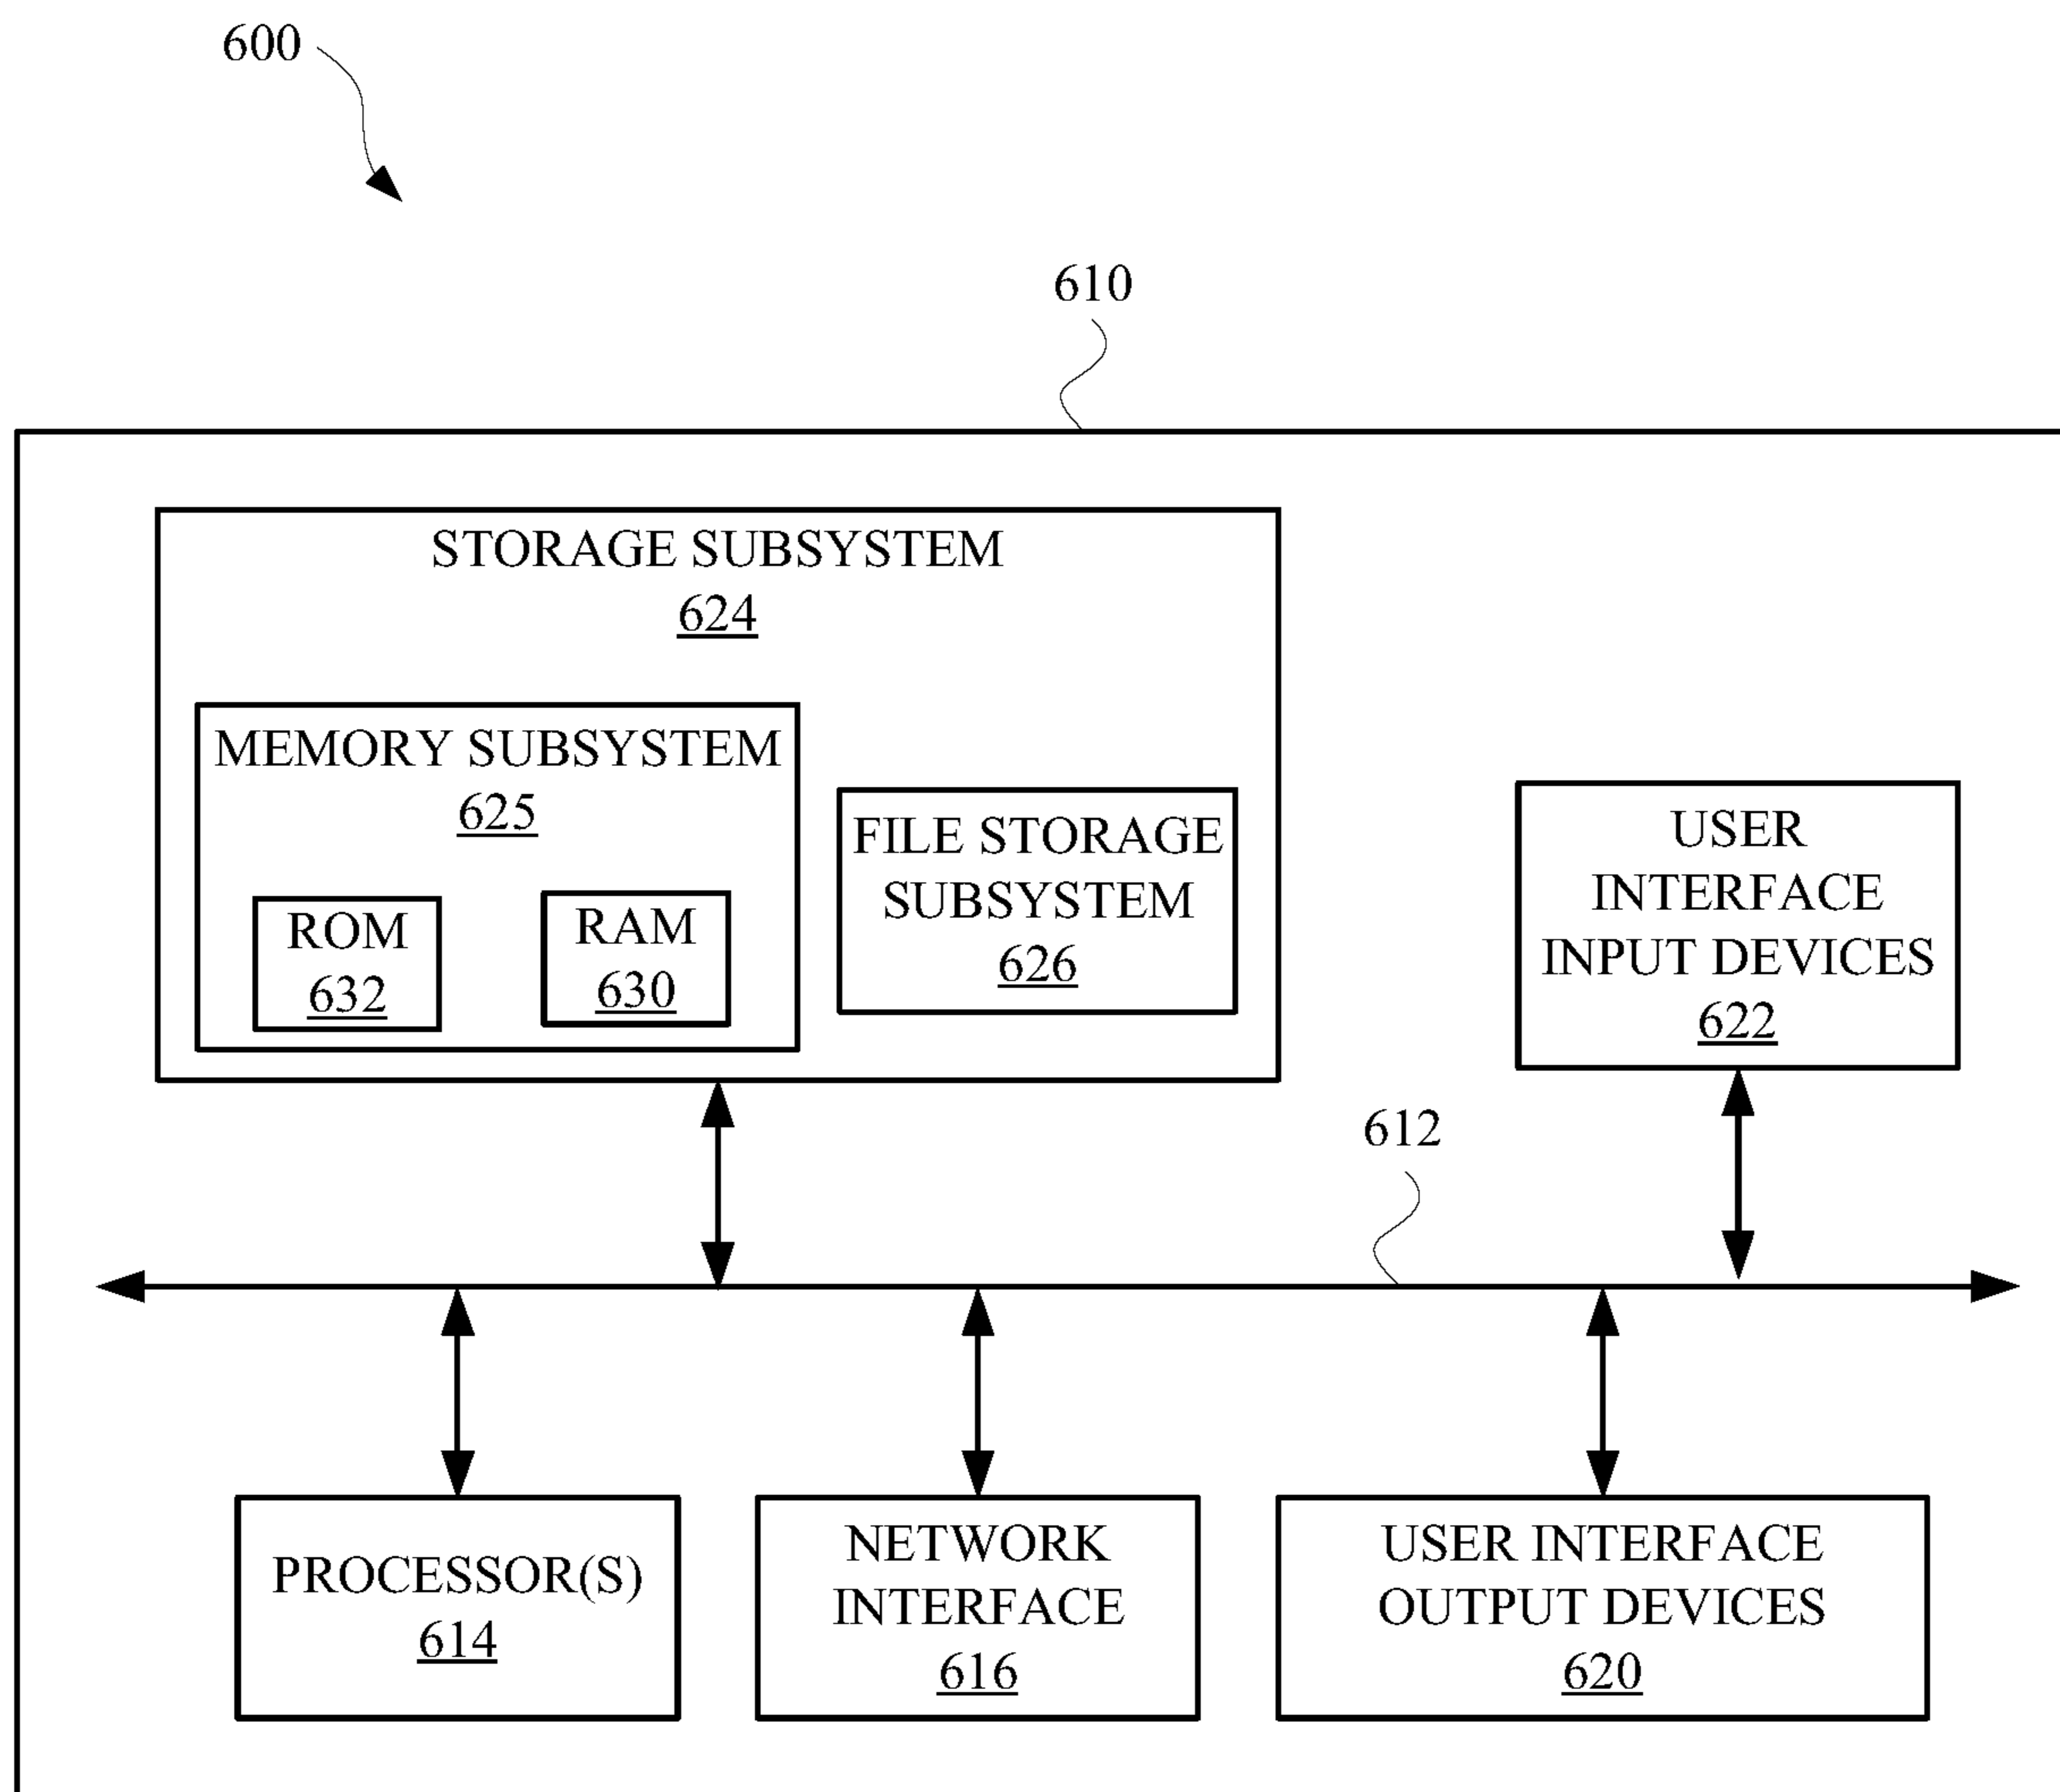 600
610
STORAGE SUBSYSTEM
624
MEMORY SUBSYSTEM
625
ROM
632
RAM
630
FILE STORAGE
SUBSYSTEM
626
USER
INTERFACE
INPUT DEVICES
622
612
PROCESSOR(S)
614
NETWORK
INTERFACE
616
USER INTERFACE
OUTPUT DEVICES
620